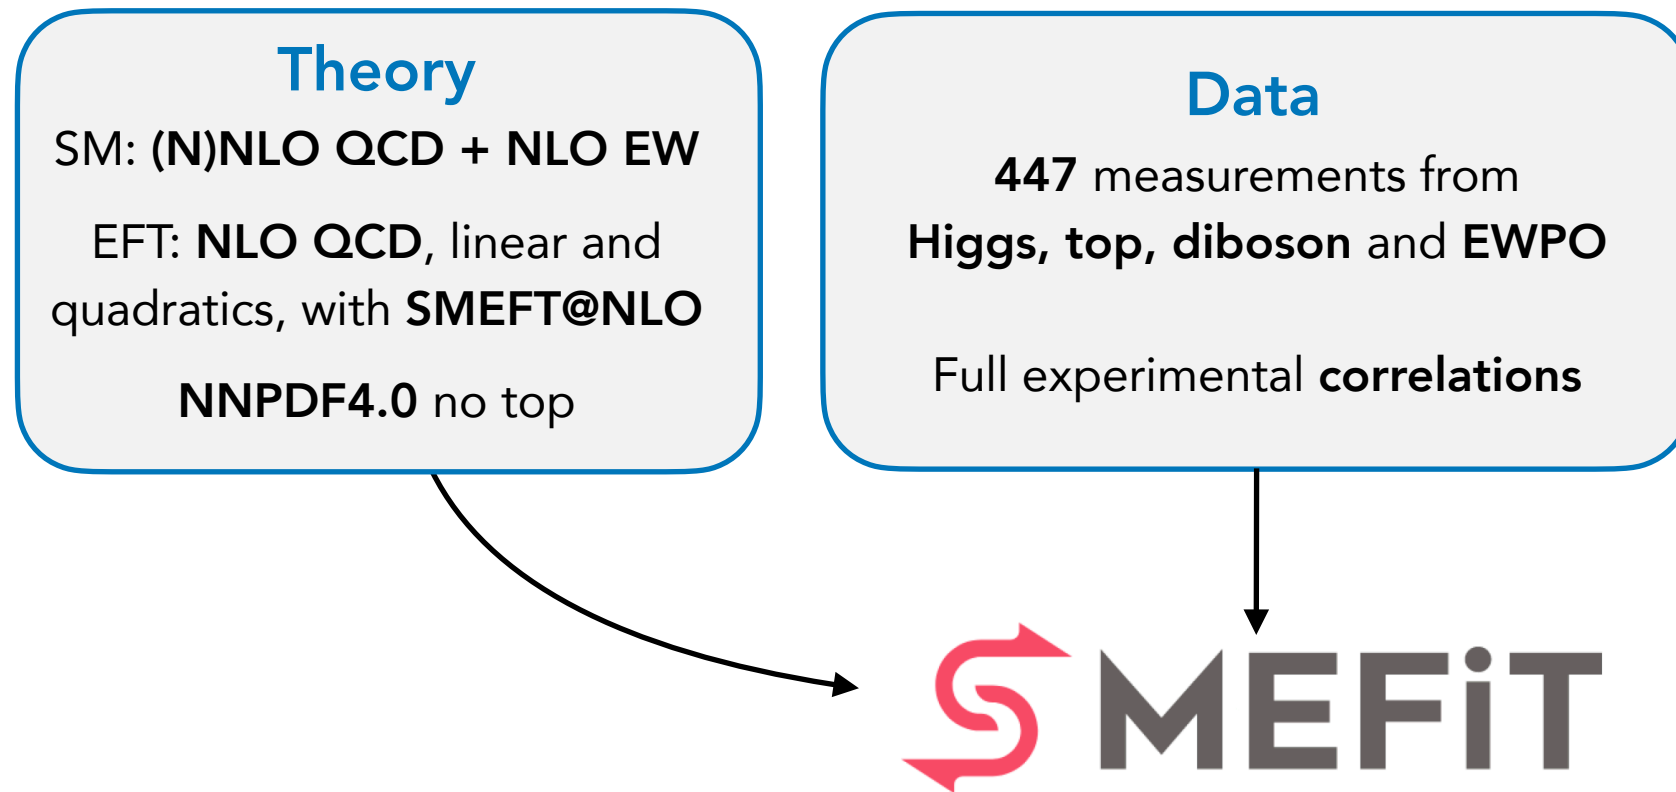 Theory
SM: (N)NLO QCD + NLO EW
EFT: NLO QCD, linear and
quadratics, with SMEFT@NLO
NNPDF4.0 no top
Data
447 measurements from
Higgs, top, diboson and EWPO
Full experimental correlations
SMEFiT